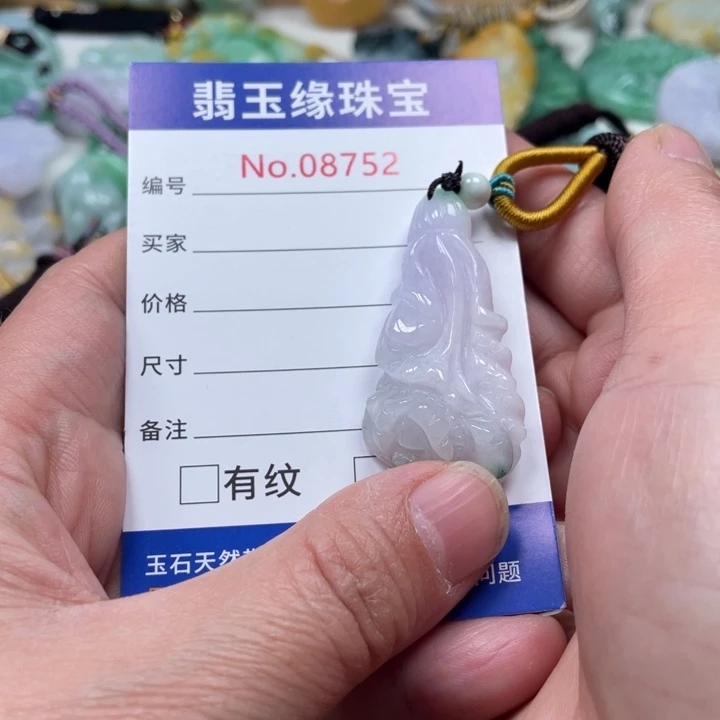 翡玉缘珠宝
编号 No.08752
买家
价格
尺寸
备注
有纹
玉石天然
问题